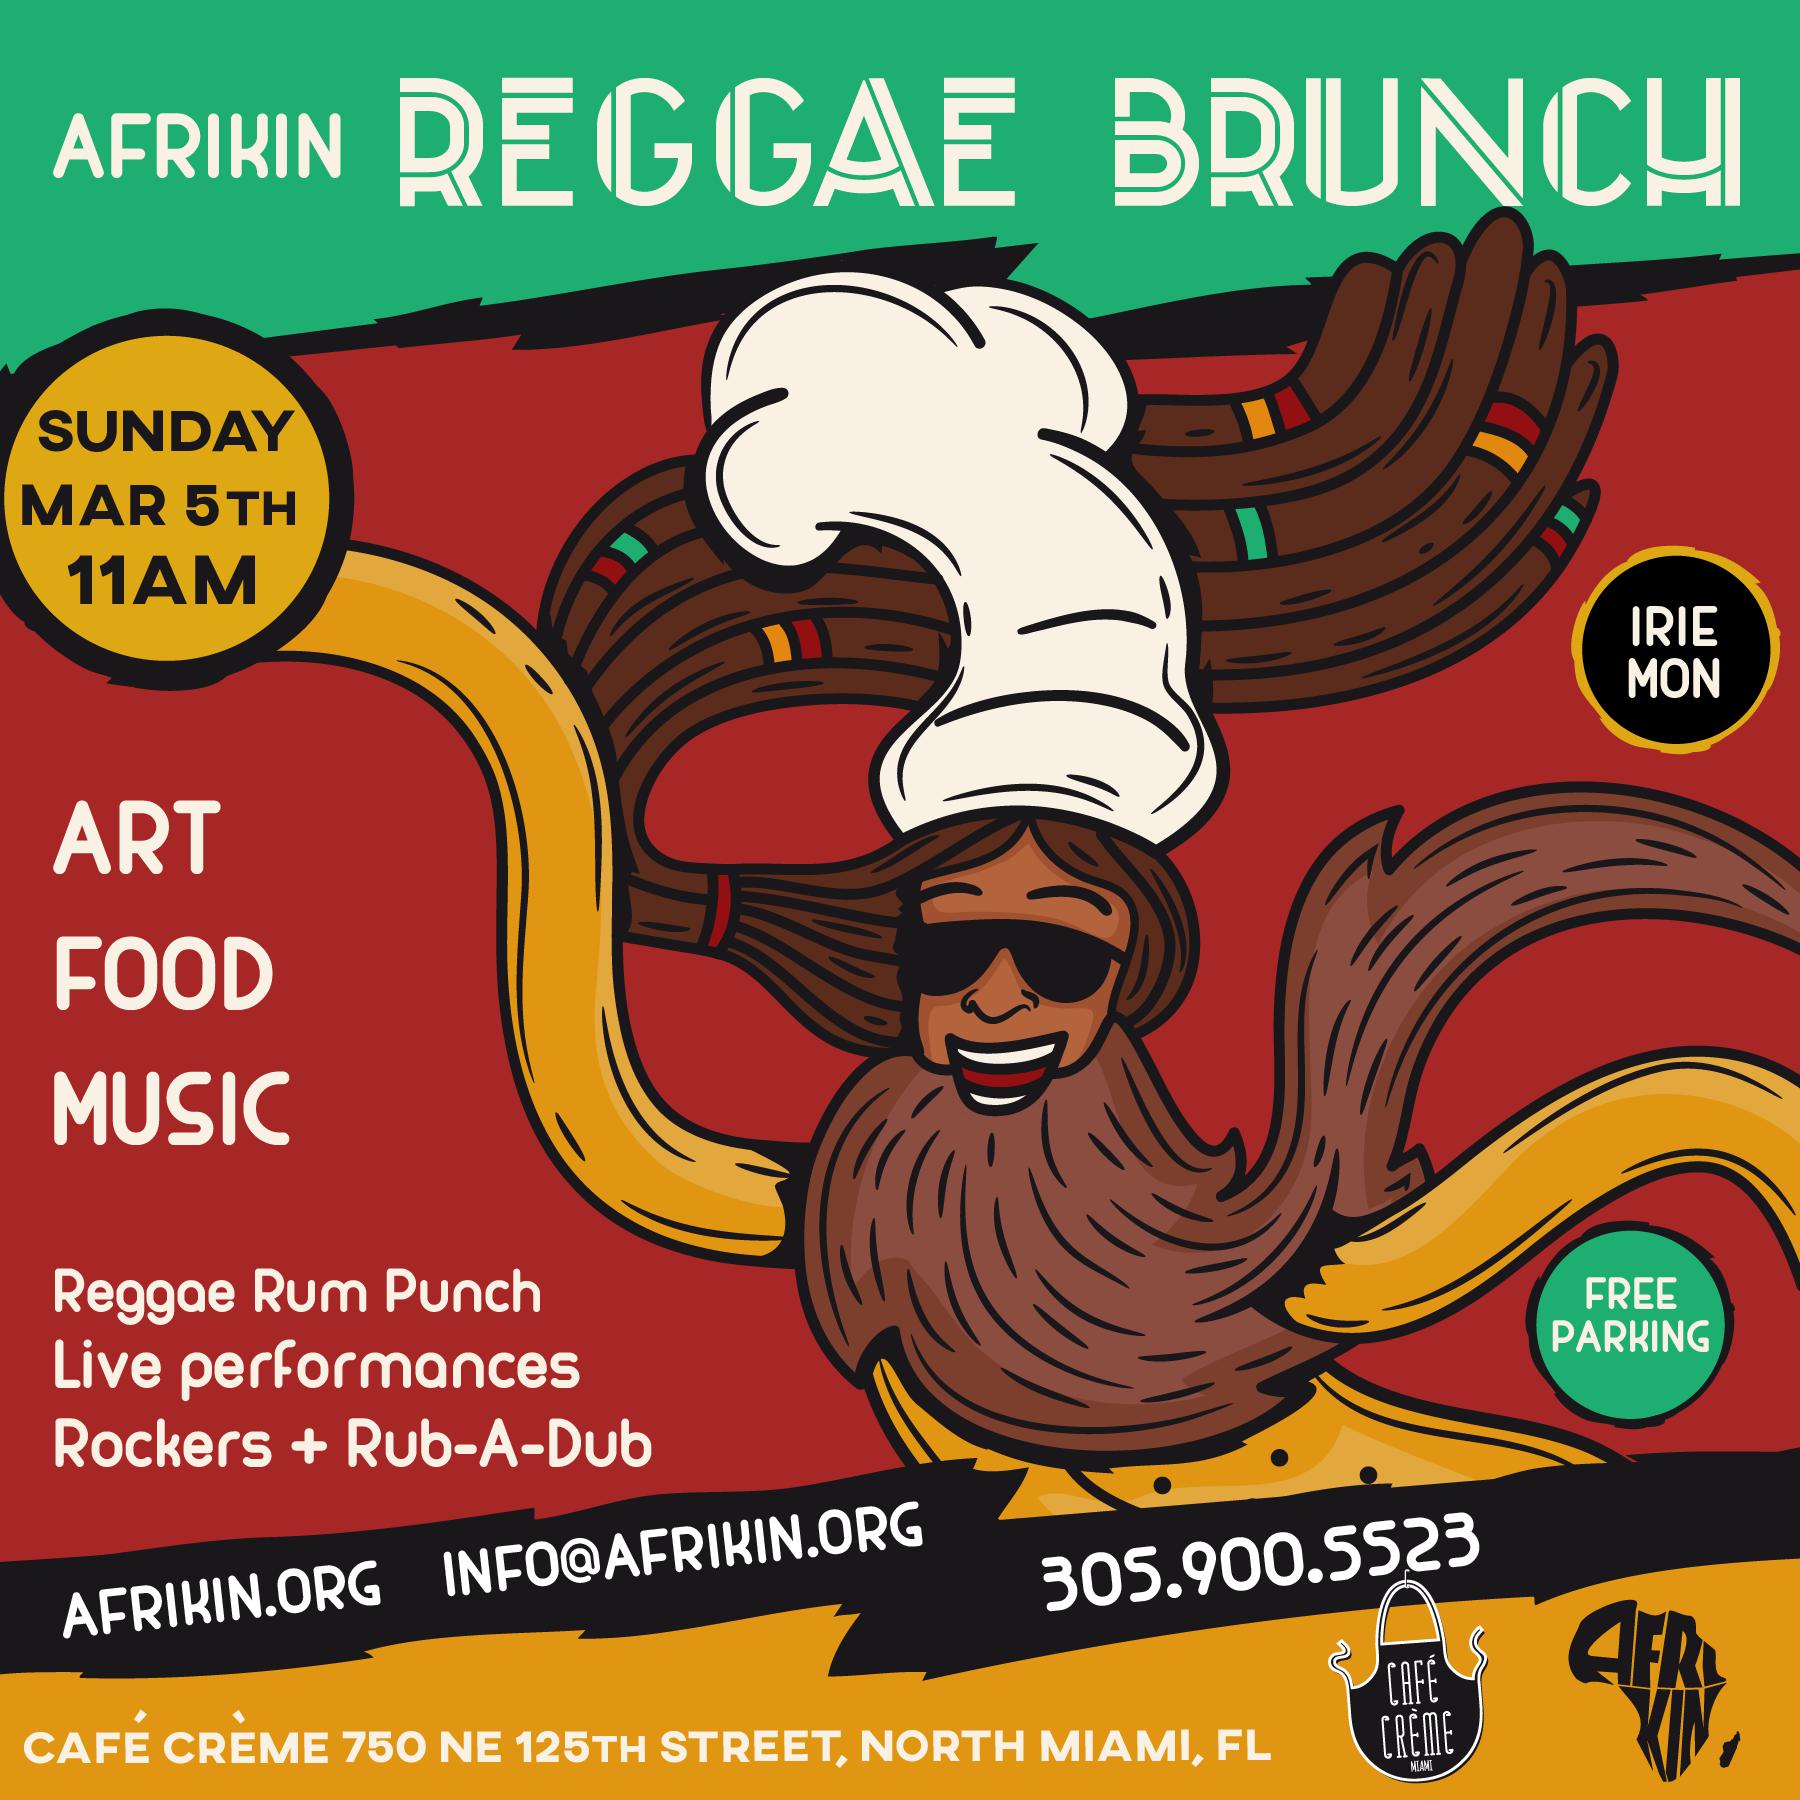 AFRIKIN REGGAE BRUNCH
SUNDAY
MAR 5TH
11AM
IRIE
MON
ART
FOOD
MUSIC
Reggae Rum Punch
Live performances
Rockers + Rub-A-Dub
FREE
PARKING
AFRIKIN.ORG INFO@AFRIKIN.ORG 305.900.5523
CAFÉ CRÈME 750 NE 125TH STREET, NORTH MIAMI, FL
CAFÉ
CRÈME
MIAMI
AFRI
KIN